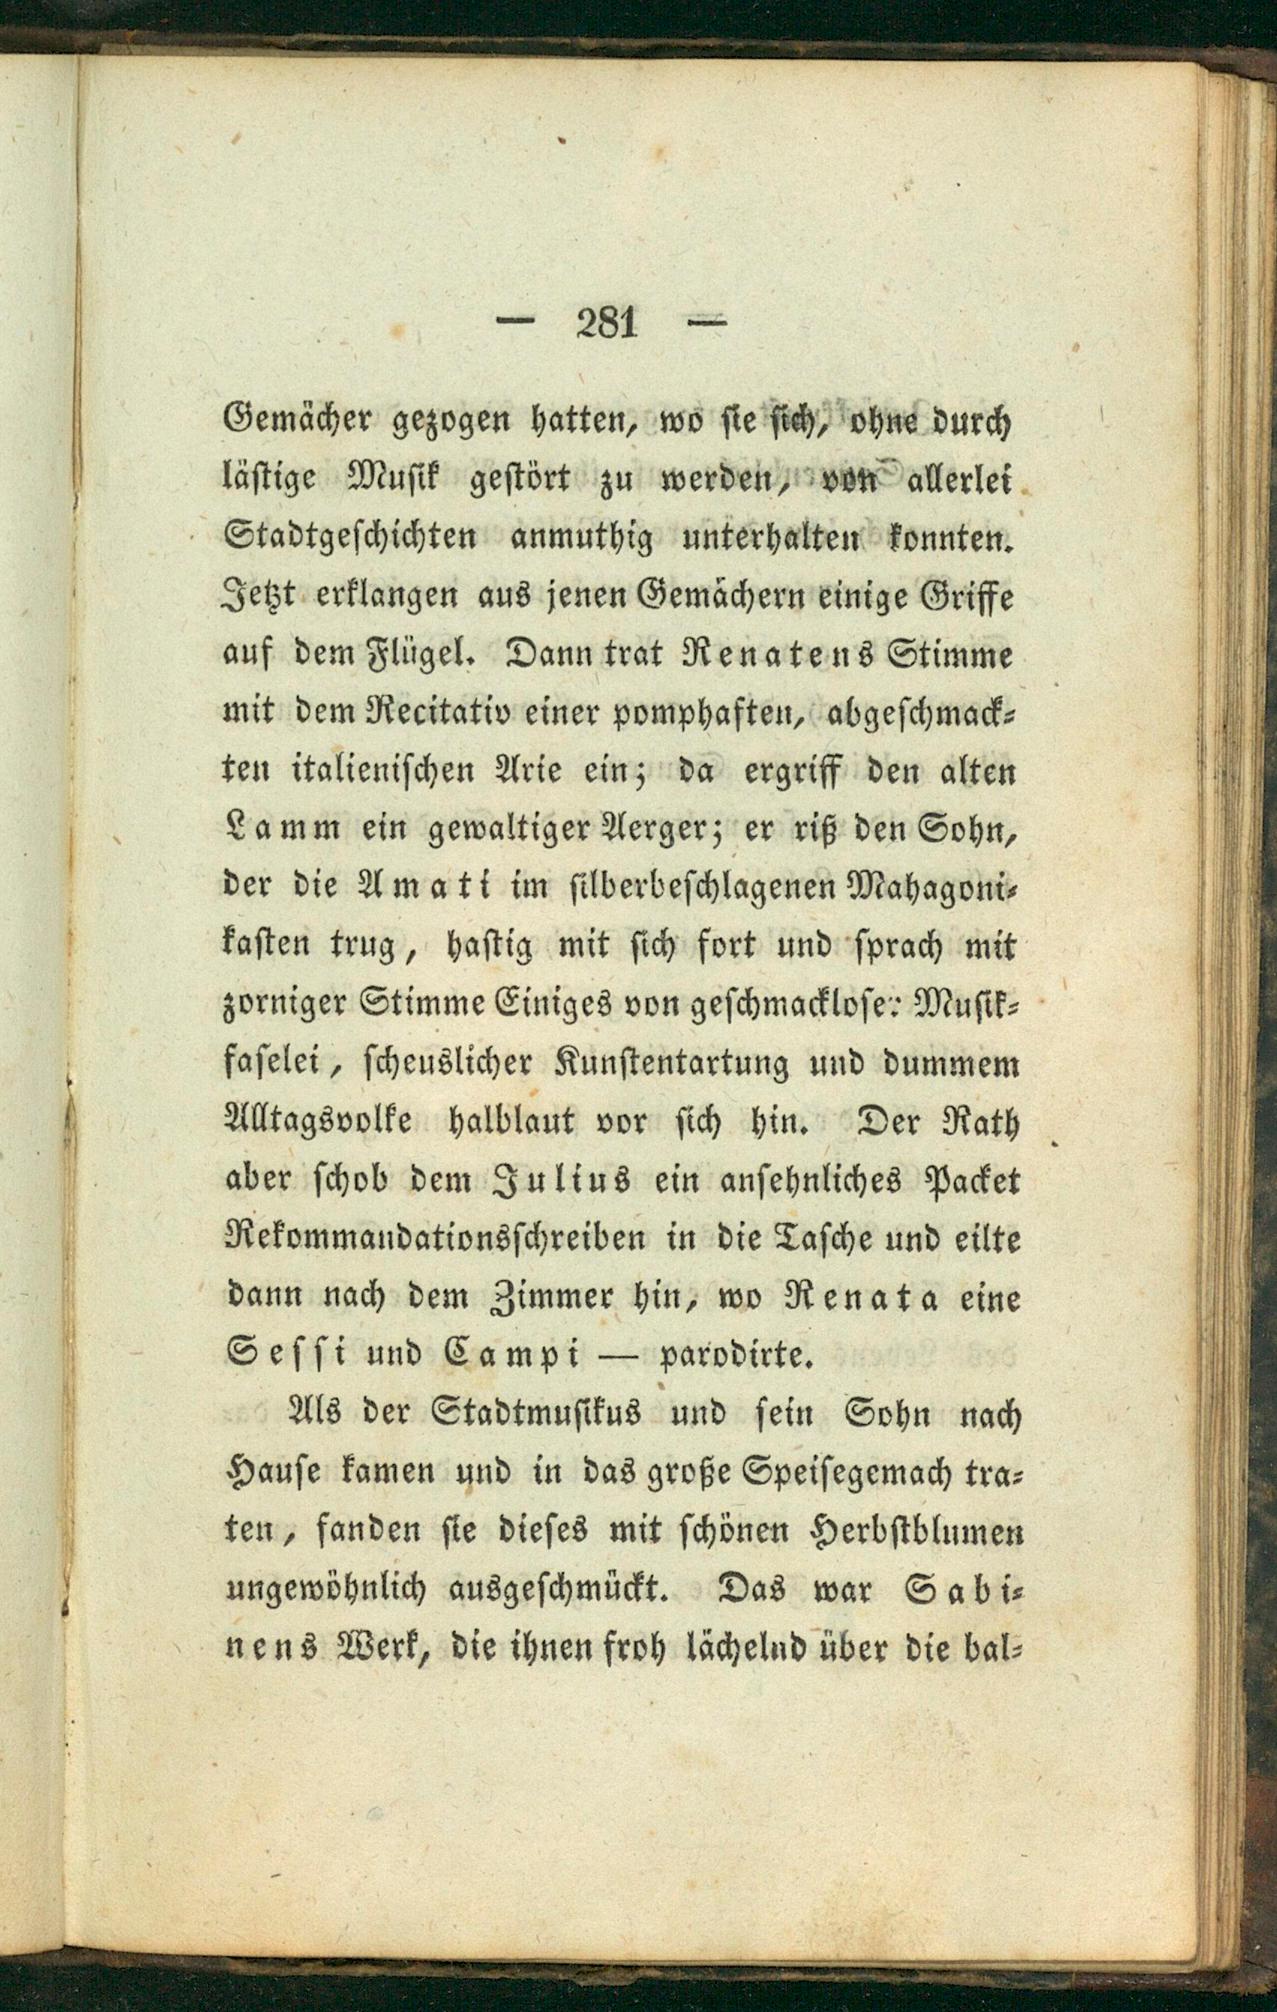 — 281 —
Gemächer gezogen hatten, wo sie sich, ohne durch
lästige Musik gestört zu werden, von allerlei
Stadtgeschichten anmuthig unterhalten konnten.
Jetzt erklangen aus jenen Gemächern einige Griffe
auf dem Flügel. Dann trat Renatens Stimme
mit dem Recitativ einer pomphaften, abgeschmack-
ten italienischen Arie ein; da ergriff den alten
Lamm ein gewaltiger Aerger; er riß den Sohn,
der die Amati im silberbeschlagenen Mahagoni-
kasten trug, hastig mit sich fort und sprach mit
zorniger Stimme Einiges von geschmackloser Musik-
faselei, scheuslicher Kunstentartung und dummem
Alltagsvolke halblaut vor sich hin. Der Rath
aber schob dem Julius ein ansehnliches Packet
Rekommandationsschreiben in die Tasche und eilte
dann nach dem Zimmer hin, wo Renata eine
Sessi und Campi — parodirte.
Als der Stadtmusikus und sein Sohn nach
Hause kamen und in das große Speisegemach tra-
ten, fanden sie dieses mit schönen Herbstblumen
ungewöhnlich ausgeschmückt. Das war Sabi-
nens Werk, die ihnen froh lächelnd über die bal-